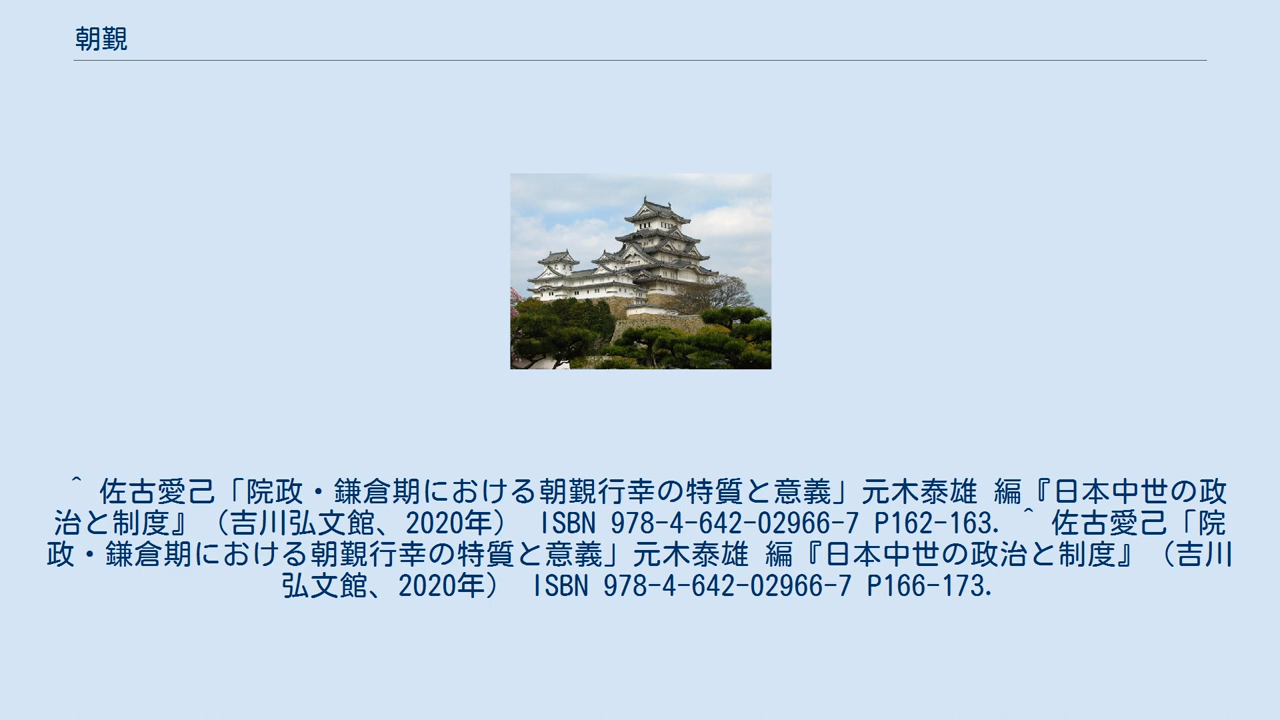 朝覲
^ 佐古愛己「院政・鎌倉期における朝覲行幸の特質と意義」元木泰雄 編『日本中世の政
治と制度』（吉川弘文館、2020年） ISBN 978-4-642-02966-7 P162-163. ^ 佐古愛己「院
政・鎌倉期における朝覲行幸の特質と意義」元木泰雄 編『日本中世の政治と制度』（吉川
弘文館、2020年） ISBN 978-4-642-02966-7 P166-173.